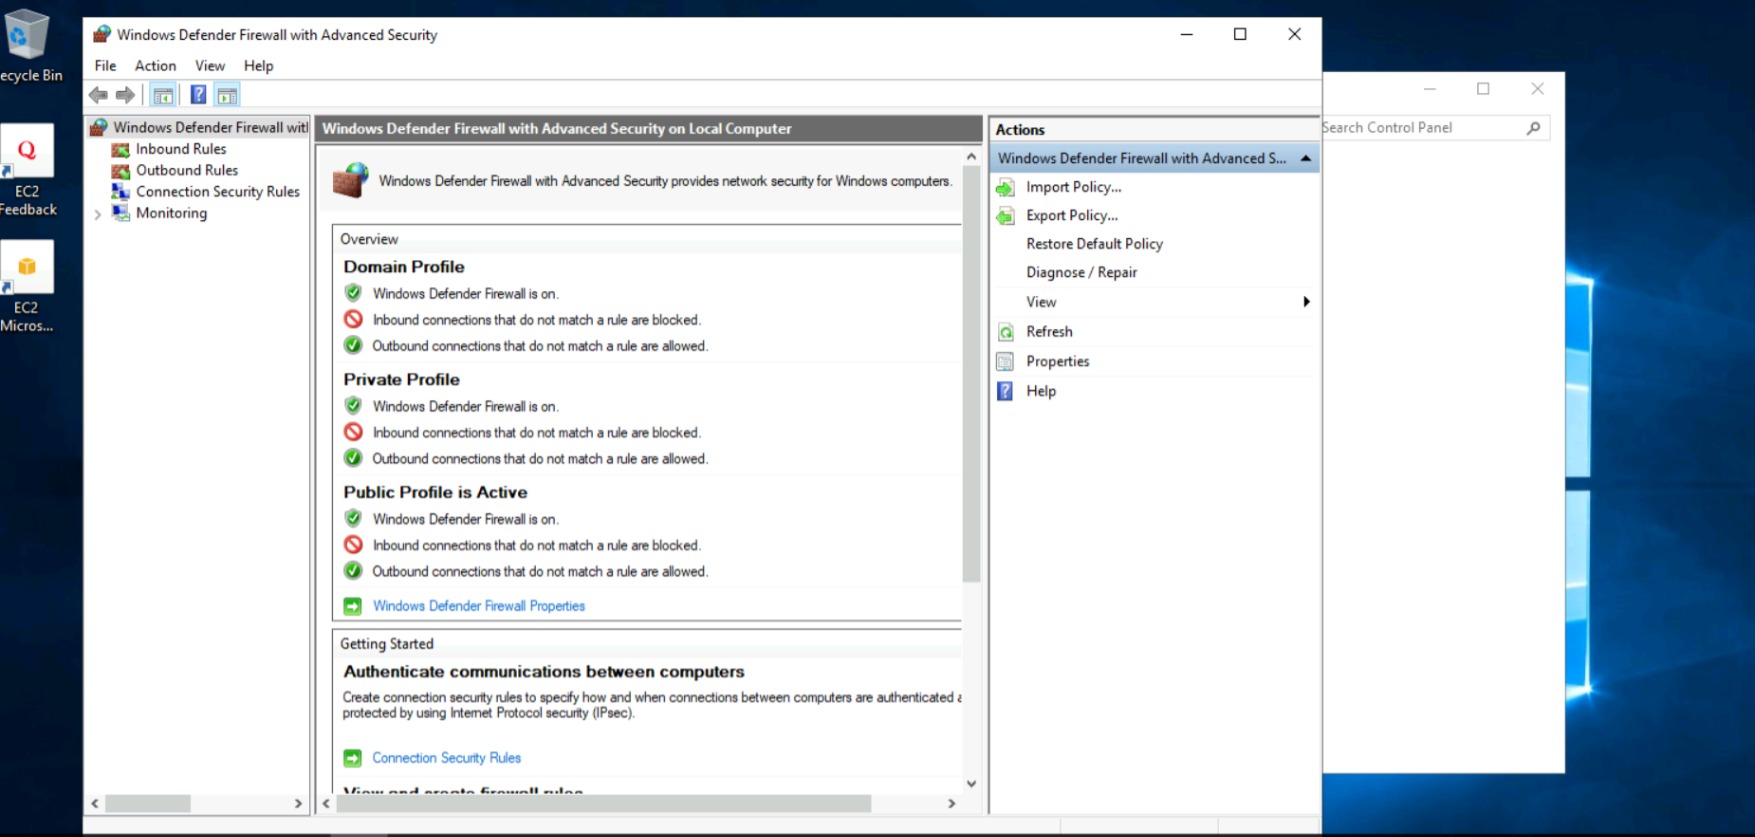 Windows Defender Firewall with Advanced Security
File Action View Help
Search Control Panel
ecycle Bin
Q
EC2
Feedback
EC2
Micros...
Windows Defender Firewall wit
Inbound Rules
Outbound Rules
Connection Security Rules
Monitoring
Windows Defender Firewall with Advanced Security on Local Computer
Windows Defender Firewall with Advanced Security provides network security for Windows computers.
Overview
Domain Profile
Windows Defender Firewall is on.
Inbound connections that do not match a rule are blocked.
Outbound connections that do not match a rule are allowed.
Private Profile
Windows Defender Firewall is on.
Inbound connections that do not match a rule are blocked.
Outbound connections that do not match a rule are allowed.
Public Profile is Active
Windows Defender Firewall is on.
Inbound connections that do not match a rule are blocked.
Outbound connections that do not match a rule are allowed.
Windows Defender Firewall Properties
Getting Started
Authenticate communications between computers
Create connection security rules to specify how and when connections between computers are authenticated a
protected by using Internet Protocol security (IPsec).
Connection Security Rules
View and create firewall rules
Actions
Windows Defender Firewall with Advanced S...
Import Policy...
Export Policy...
Restore Default Policy
Diagnose / Repair
View
Refresh
Properties
Help